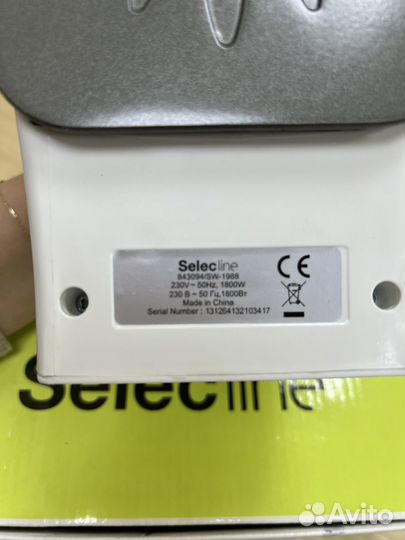 Selecline
843094/SW-1988
230V ~ 50Hz, 1800W
230 В ~ 50 Гц, 1800Вт
Made in China
Serial Number : 131264132103417
CE
Selecline
Avito